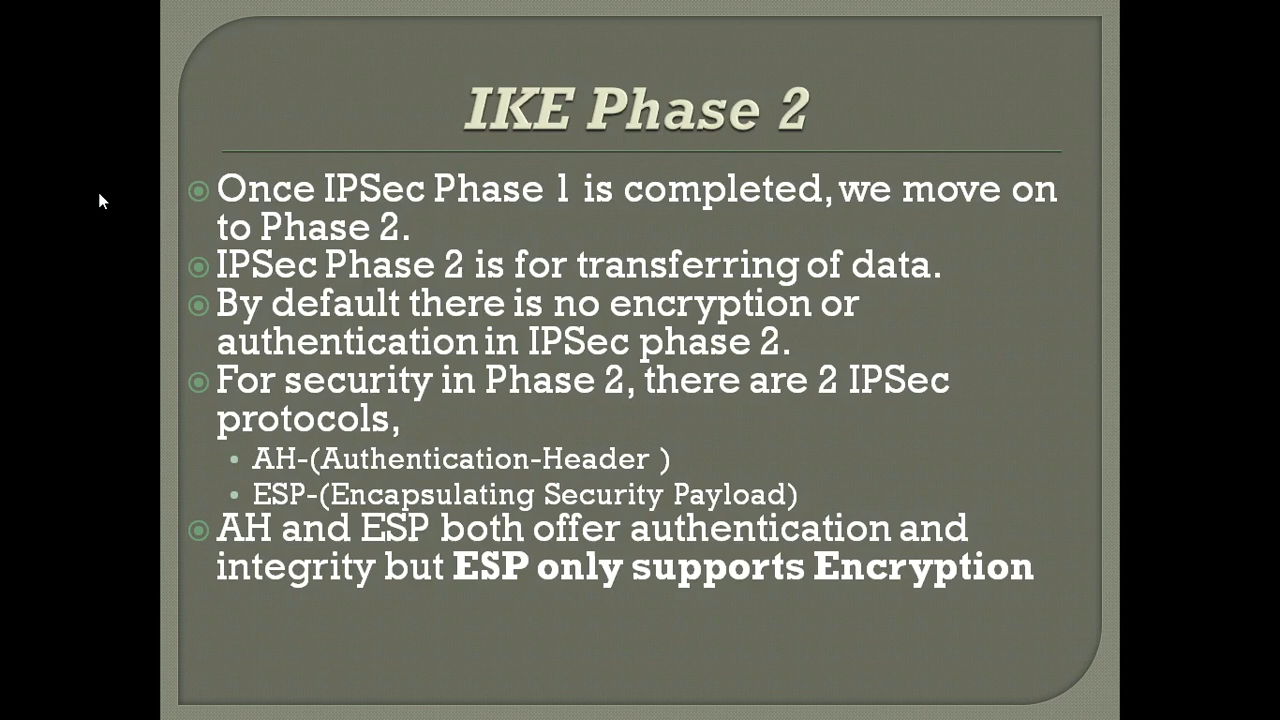 IKE Phase 2
Once IPSec Phase 1 is completed, we move on
to Phase 2.
IPSec Phase 2 is for transferring of data.
By default there is no encryption or
authentication in IPSec phase 2.
For security in Phase 2, there are 2 IPSec
protocols,
AH-(Authentication-Header )
ESP-(Encapsulating Security Payload)
AH and ESP both offer authentication and
integrity but ESP only supports Encryption